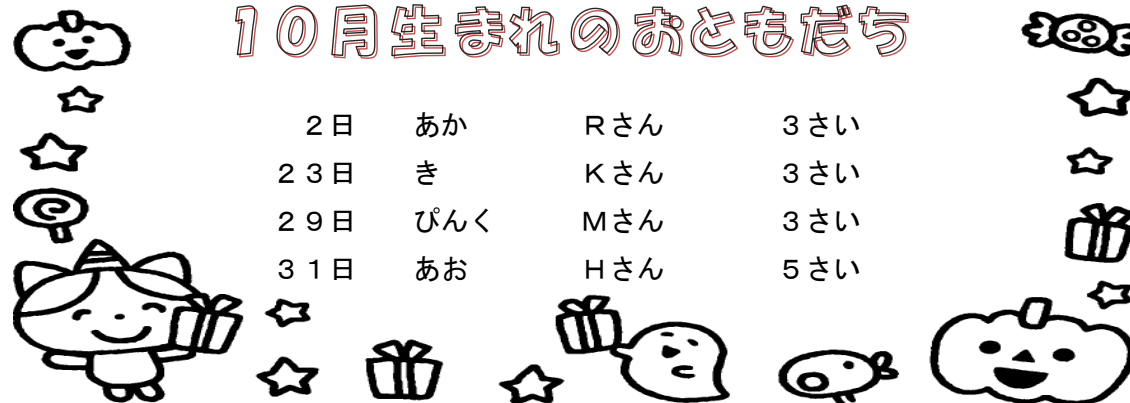 10月生まれのおともだち
２日 あか Ｒさん ３さい
２３日 き Ｋさん ３さい
２９日 ぴんく Ｍさん ３さい
３１日 あお Ｈさん ５さい